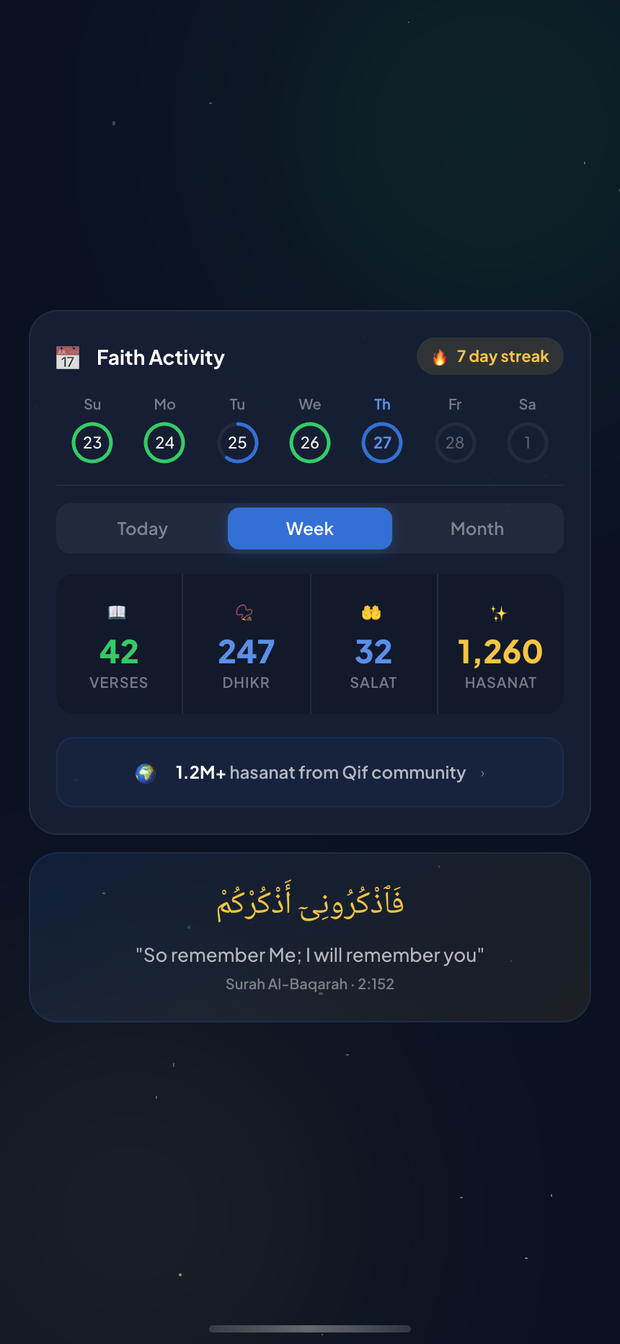 17 Faith Activity 🔥 7 day streak
Su Mo Tu We Th Fr Sa
23 24 25 26 27 28 1
Today Week Month
42 247 32 1,260
VERSES DHIKR SALAT HASANAT
1.2M+ hasanat from Qif community ›
فَٱذْكُرُونِىٓ أَذْكُرْكُمْ
"So remember Me; I will remember you"
Surah Al-Baqarah · 2:152